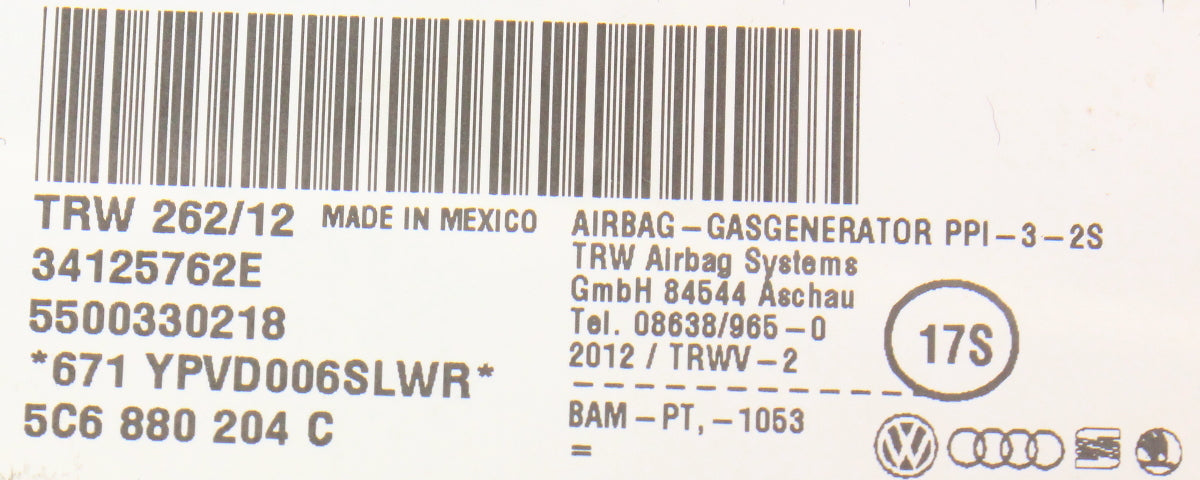 TRW 262/12 MADE IN MEXICO
34125762E
5500330218
*671 YPVD006SLWR*
5C6 880 204 C
AIRBAG-GASGENERATOR PPI-3-2S
TRW Airbag Systems
GmbH 84544 Aschau
Tel. 08638/965-0
2012 / TRWV-2
17S
BAM-PT,-1053
=